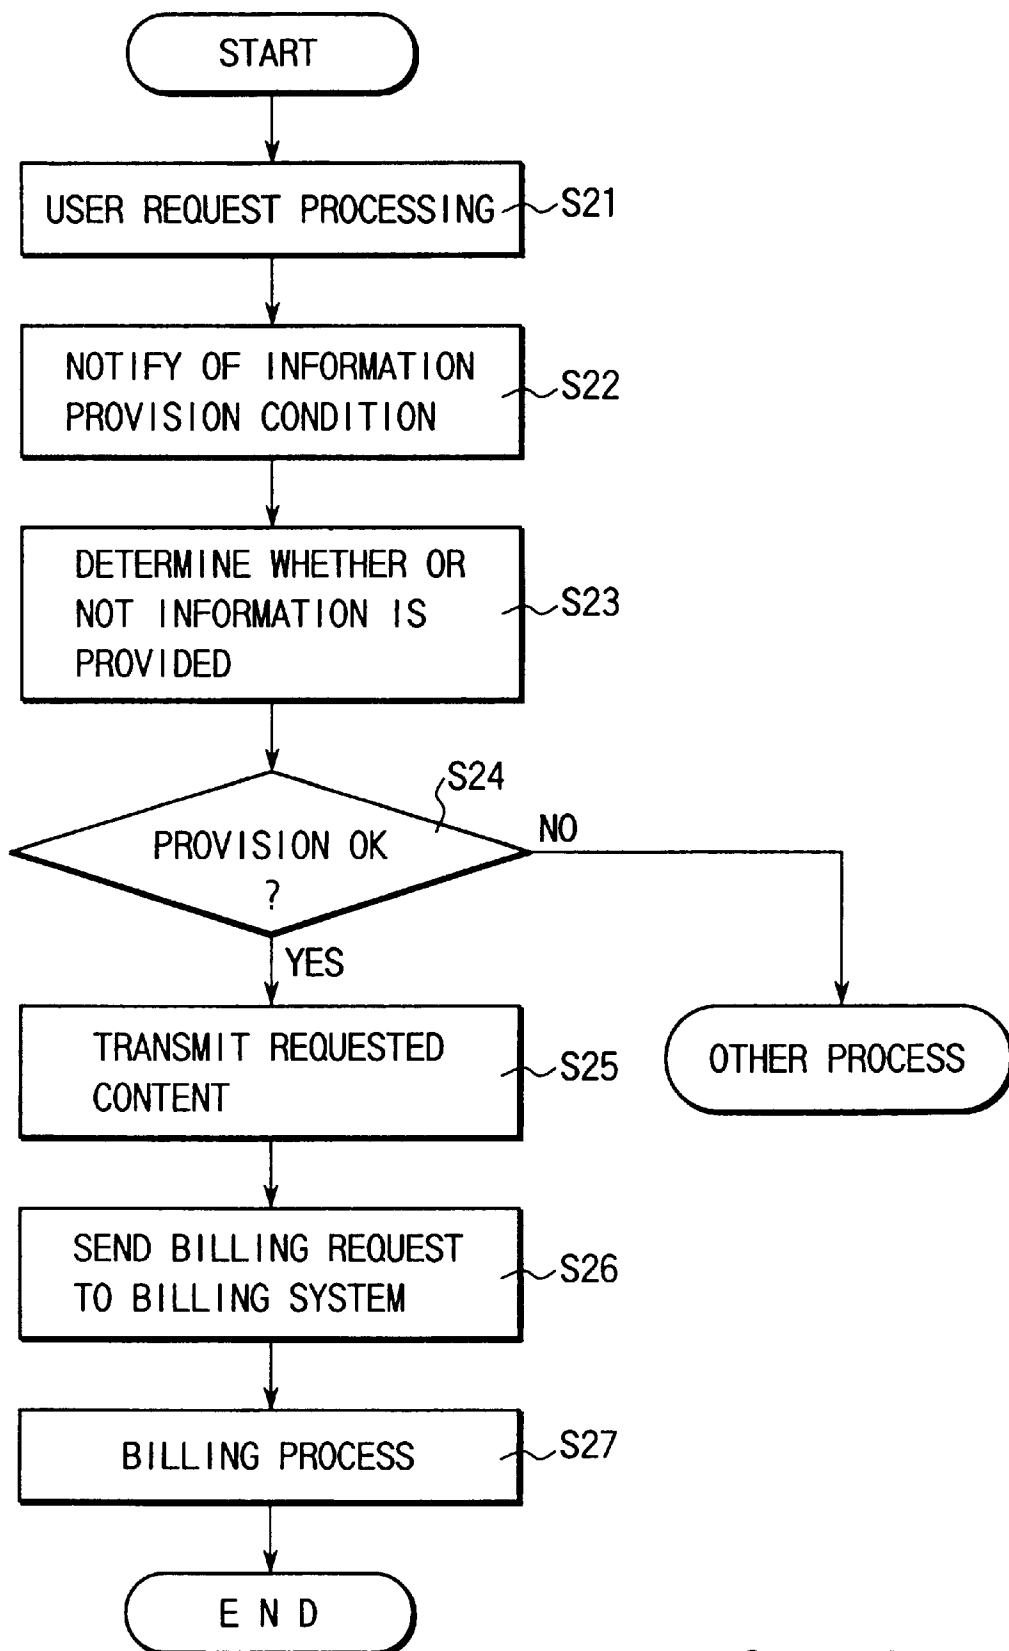 START
USER REQUEST PROCESSING
S21
NOTIFY OF INFORMATION
PROVISION CONDITION
S22
DETERMINE WHETHER OR
NOT INFORMATION IS
PROVIDED
S23
S24
PROVISION OK
?
NO
YES
TRANSMIT REQUESTED
CONTENT
S25
OTHER PROCESS
SEND BILLING REQUEST
TO BILLING SYSTEM
S26
BILLING PROCESS
S27
END